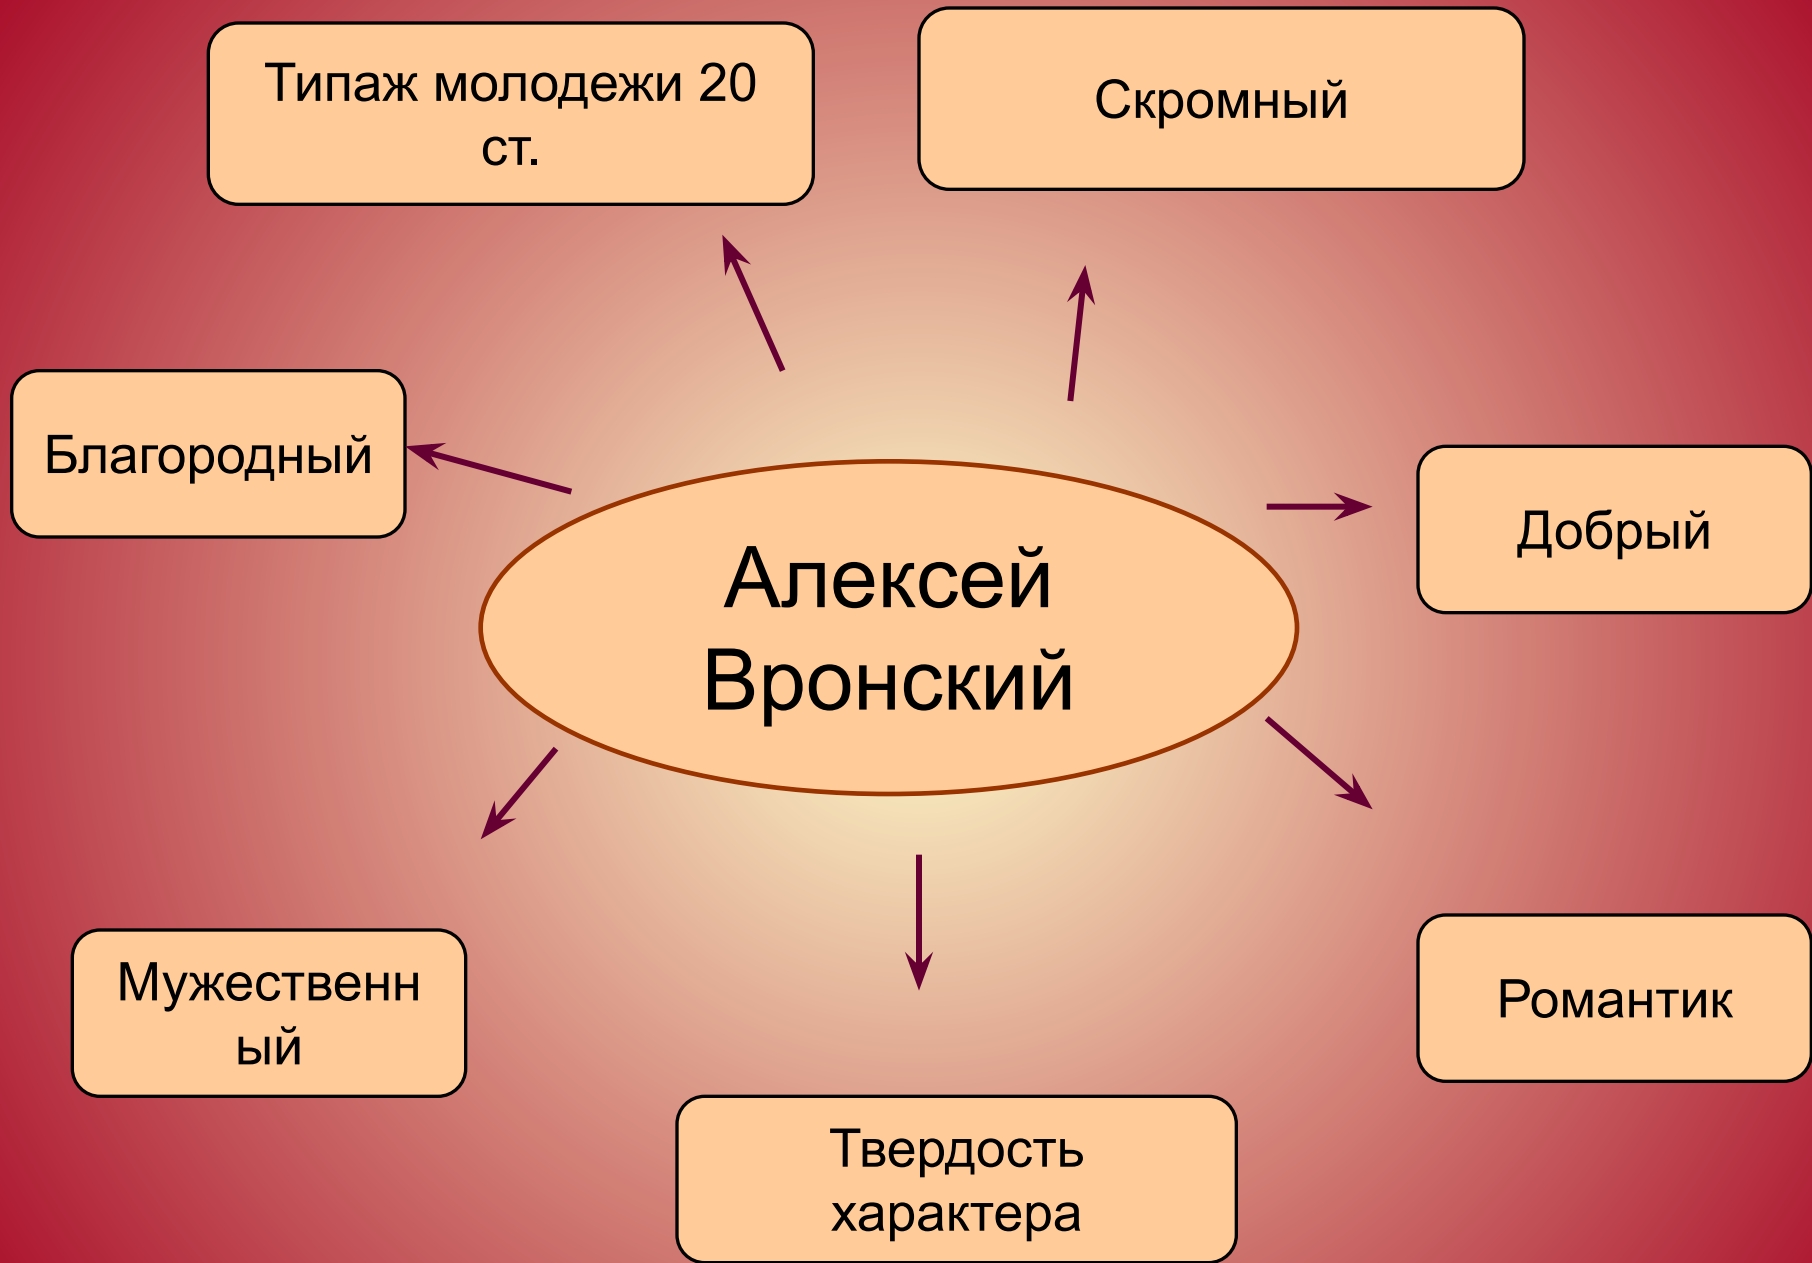 Типаж молодежи 20
ст.
Скромный
Благородный
Добрый
Алексей
Вронский
Мужественн
ый
Романтик
Твердость
характера